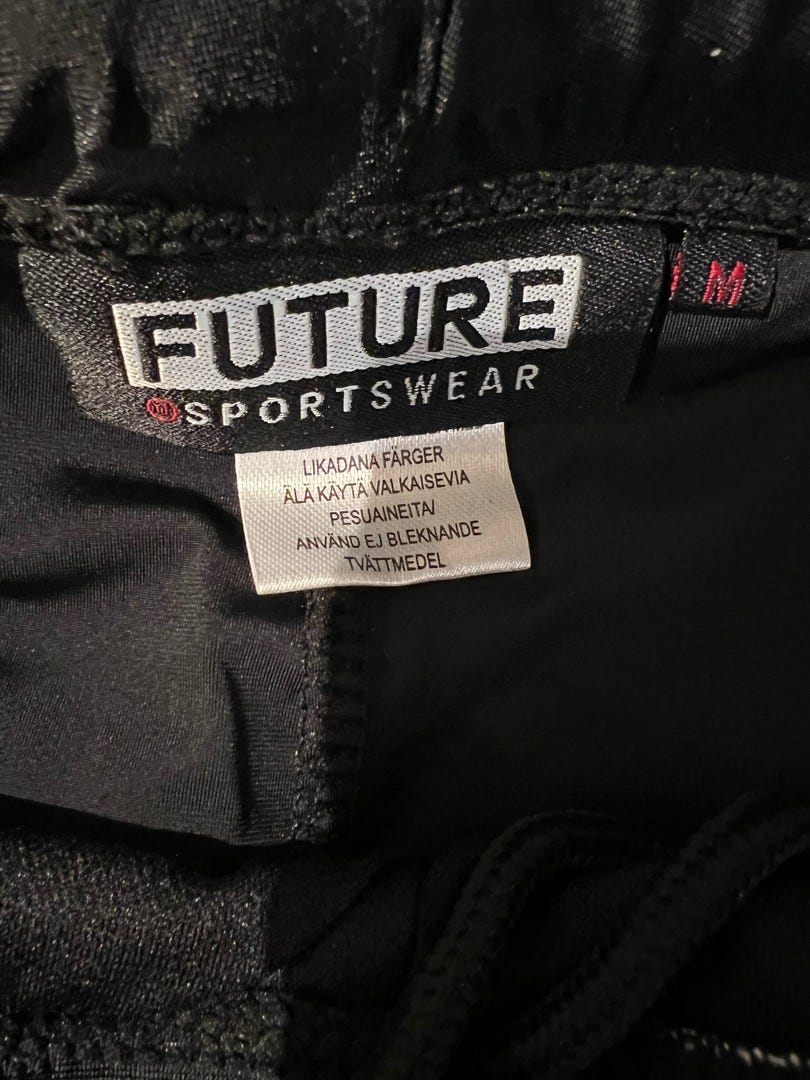 FUTURE
SPORTSWEAR
M
LIKADANA FÄRGER
ÄLÄ KÄYTÄ VALKAISEVIA
PESUAINEITA/
ANVÄND EJ BLEKNANDE
TVÄTTMEDEL